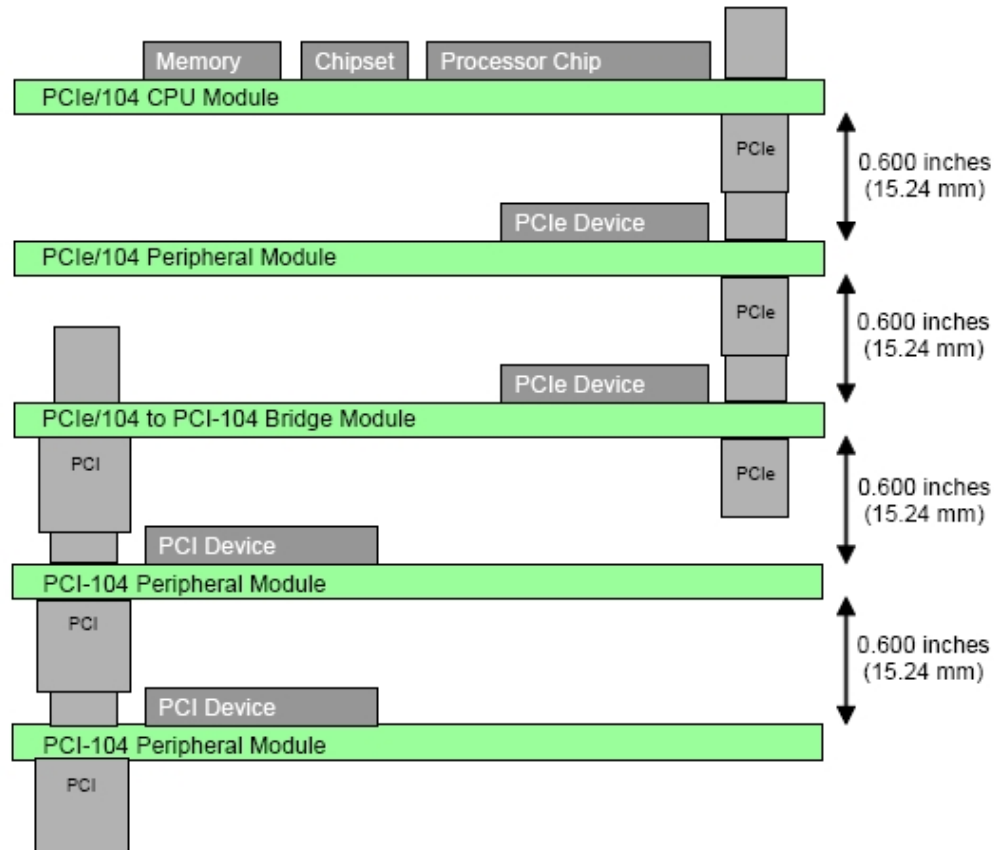 Memory
Chipset
Processor Chip
PCIe/104 CPU Module
PCIe
0.600 inches
(15.24 mm)
PCIe Device
PCIe/104 Peripheral Module
PCIe
0.600 inches
(15.24 mm)
PCIe Device
PCIe/104 to PCI-104 Bridge Module
PCI
PCIe
0.600 inches
(15.24 mm)
PCI Device
PCI-104 Peripheral Module
PCI
0.600 inches
(15.24 mm)
PCI Device
PCI-104 Peripheral Module
PCI